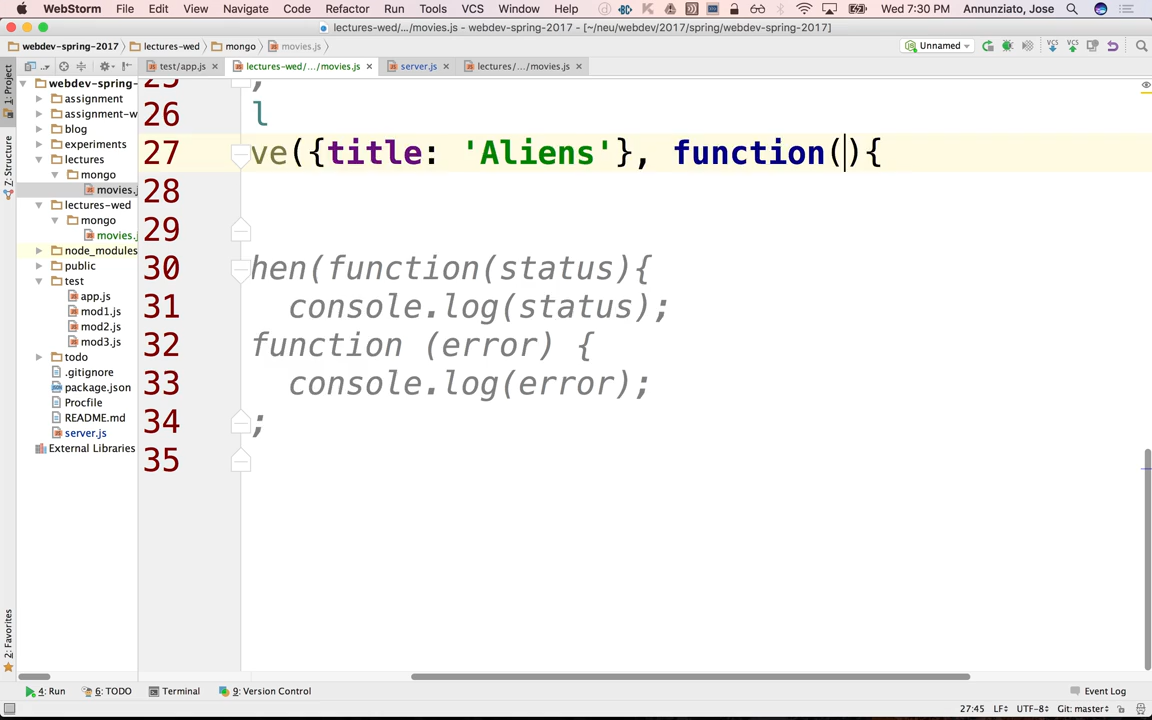 WebStorm File Edit View Navigate Code Refactor Run Tools VCS Window Help Wed 7:30 PM Annunziato, Jose
lectures-wed/.../movies.js - webdev-spring-2017 - [~/neu/webdev/2017/spring/webdev-spring-2017]
webdev-spring-2017 lectures-wed mongo movies.js Unnamed VCS VCS
test/app.js lectures-wed/.../movies.js server.js lectures/.../movies.js
1: Project
7: Structure
2: Favorites
webdev-spring-
assignment
assignment-w
blog
experiments
lectures
mongo
movies.j
lectures-wed
mongo
movies.j
node_modules
public
test
app.js
mod1.js
mod2.js
mod3.js
todo
.gitignore
package.json
Procfile
README.md
server.js
External Libraries
25 ;
26 l
27 ve({title: 'Aliens'}, function(){
28
29
30 hen(function(status){
31 console.log(status);
32 function (error) {
33 console.log(error);
34 ;
35
4: Run 6: TODO Terminal 9: Version Control Event Log
27:45 LF÷ UTF-8÷ Git: master÷